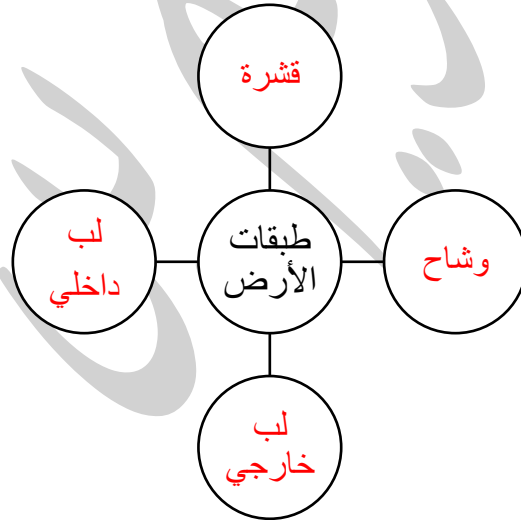 قشرة
طبقات
الأرض
وشاح
لب
خارجي
لب
داخلي